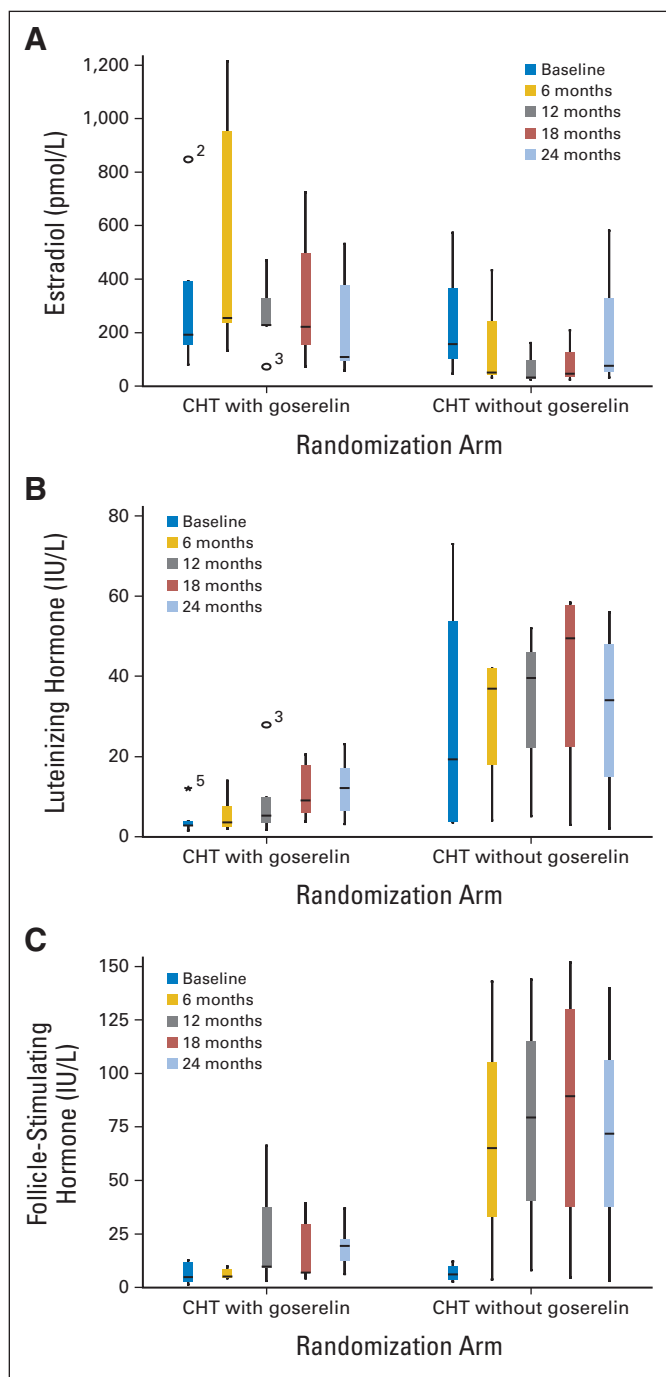 A
Estradiol (pmol/L)
1,200
1,000
800
600
400
200
0
2
3
Baseline
6 months
12 months
18 months
24 months
CHT with goserelin
CHT without goserelin
Randomization Arm
B
Luteinizing Hormone (IU/L)
80
60
40
20
0
Baseline
6 months
12 months
18 months
24 months
5
3
CHT with goserelin
CHT without goserelin
Randomization Arm
C
Follicle-Stimulating
Hormone (IU/L)
150
125
100
75
50
25
0
Baseline
6 months
12 months
18 months
24 months
CHT with goserelin
CHT without goserelin
Randomization Arm